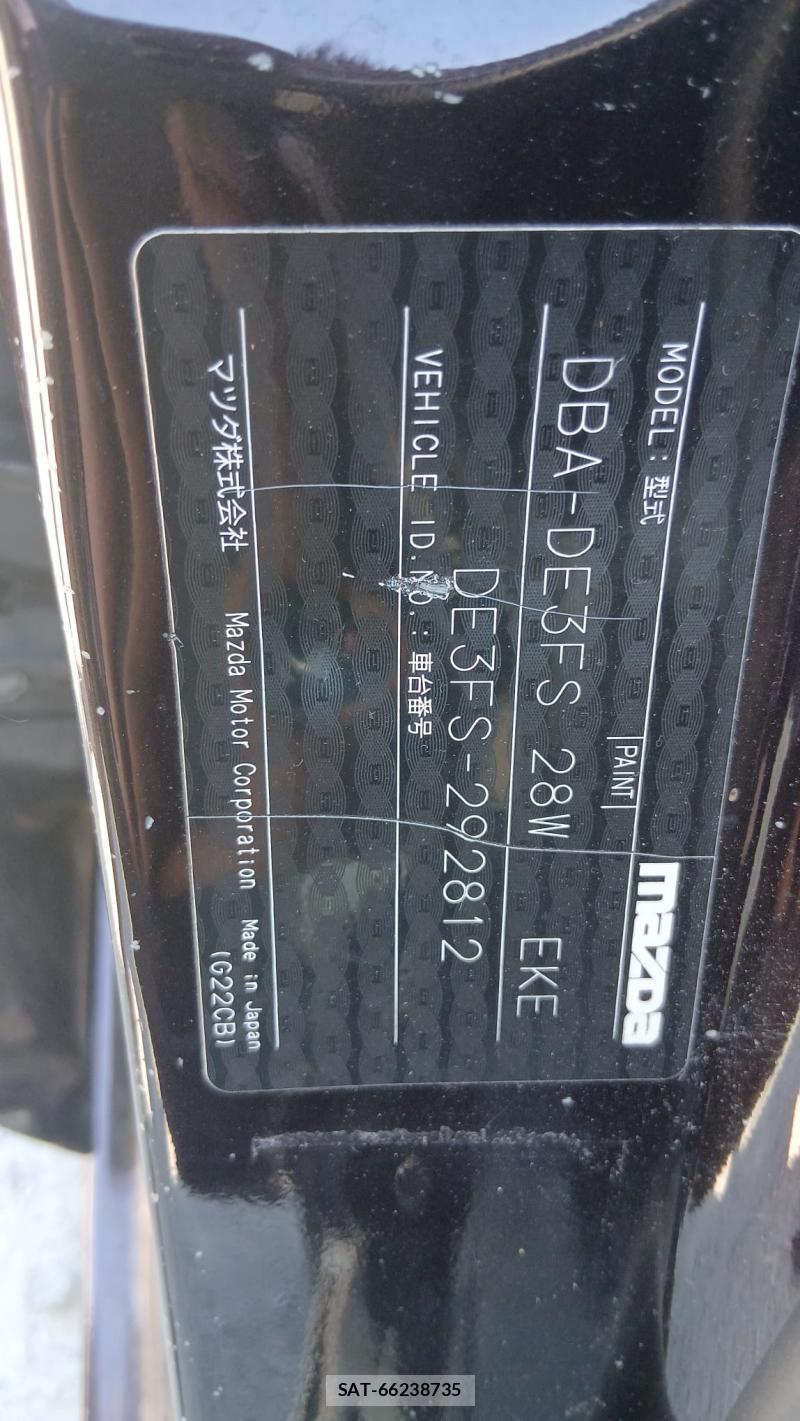 mazda
MODEL: 型式
PAINT
DBA-DE3FS 28W EKE
VEHICLE ID.NO.: 車台番号
DE3FS-292812
マツダ株式会社 Mazda Motor Corporation Made in Japan
(G22CB)
SAT-66238735